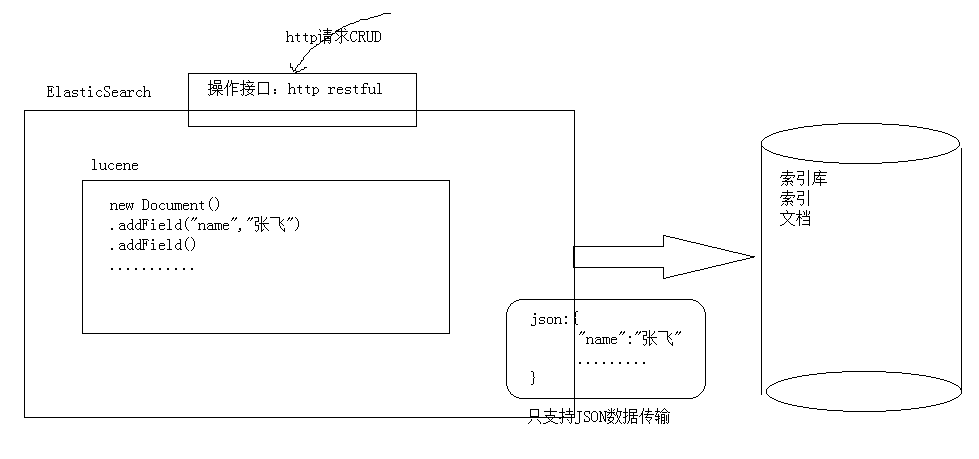 http请求CRUD
操作接口：http restful
ElasticSearch
lucene
new Document()
.addField("name","张飞")
.addField()
...........
索引库
索引
文档
json:{
"name":"张飞"
.........
}
只支持JSON数据传输